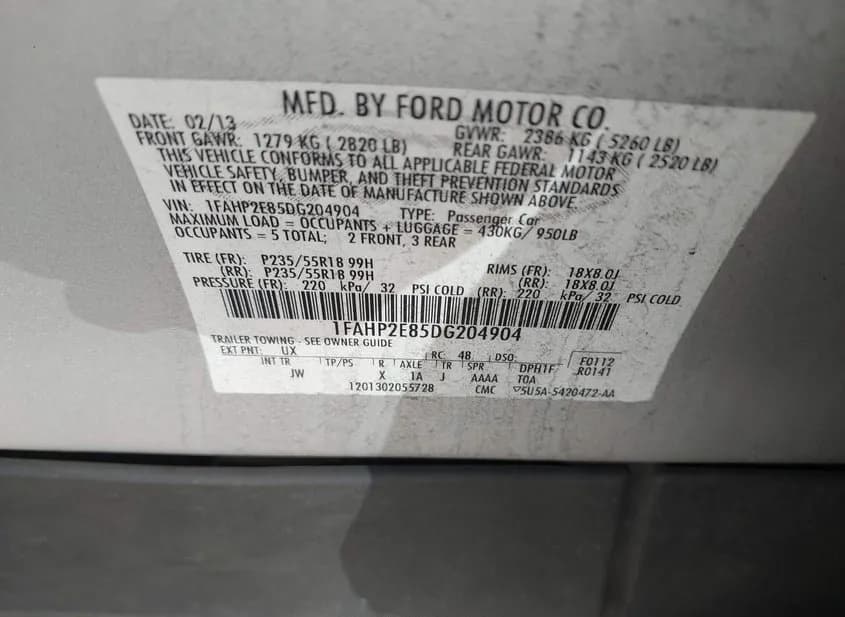 MFD. BY FORD MOTOR CO.
DATE: 02/13 GVWR: 2386 KG ( 5260 LB)
FRONT GAWR: 1279 KG ( 2820 LB) REAR GAWR: 1143 KG ( 2520 LB)
THIS VEHICLE CONFORMS TO ALL APPLICABLE FEDERAL MOTOR
VEHICLE SAFETY, BUMPER, AND THEFT PREVENTION STANDARDS
IN EFFECT ON THE DATE OF MANUFACTURE SHOWN ABOVE.
VIN: 1FAHP2E85DG204904 TYPE: Passenger Car
MAXIMUM LOAD = OCCUPANTS + LUGGAGE = 430KG/ 950LB
OCCUPANTS = 5 TOTAL; 2 FRONT, 3 REAR
TIRE (FR): P235/55R18 99H RIMS (FR): 18X8.0J
(RR): P235/55R18 99H (RR): 18X8.0J
PRESSURE (FR): 220 kPa/ 32 PSI COLD (RR): 220 kPa/ 32 PSI COLD
1FAHP2E85DG204904
TRAILER TOWING - SEE OWNER GUIDE
EXT PNT: UX RC: 48 DSO: F0112
INT TR TP/PS R AXLE TR SPR DPH1F R0141
JW X 1A J AAAA T0A
1201302055728 CMC 5U5A-5420472-AA